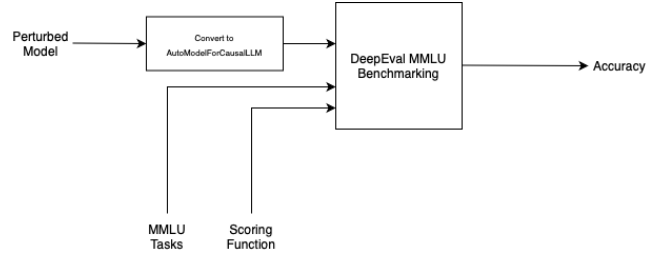 Perturbed
Model
Convert to
AutoModelForCausalLLM
DeepEval MMLU
Benchmarking
Accuracy
MMLU
Tasks
Scoring
Function